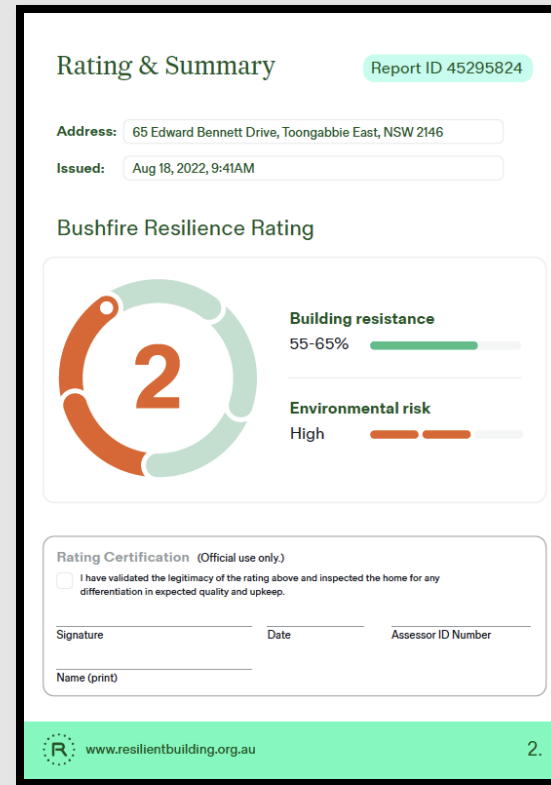 Rating & Summary
Report ID 45295824
Address: 65 Edward Bennett Drive, Toongabbie East, NSW 2146
Issued: Aug 18, 2022, 9:41AM
Bushfire Resilience Rating
2
Building resistance
55-65%
Environmental risk
High
Rating Certification (Official use only.)
I have validated the legitimacy of the rating above and inspected the home for any
differentiation in expected quality and upkeep.
Signature Date Assessor ID Number
Name (print)
R www.resilientbuilding.org.au 2.